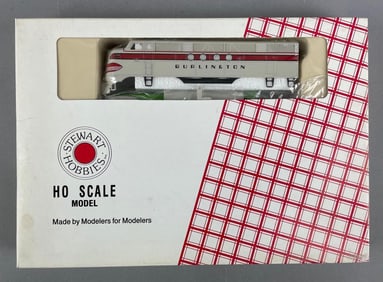 BURLINGTON
STEWART
HOBBIES
HO SCALE
MODEL
Made by Modelers for Modelers